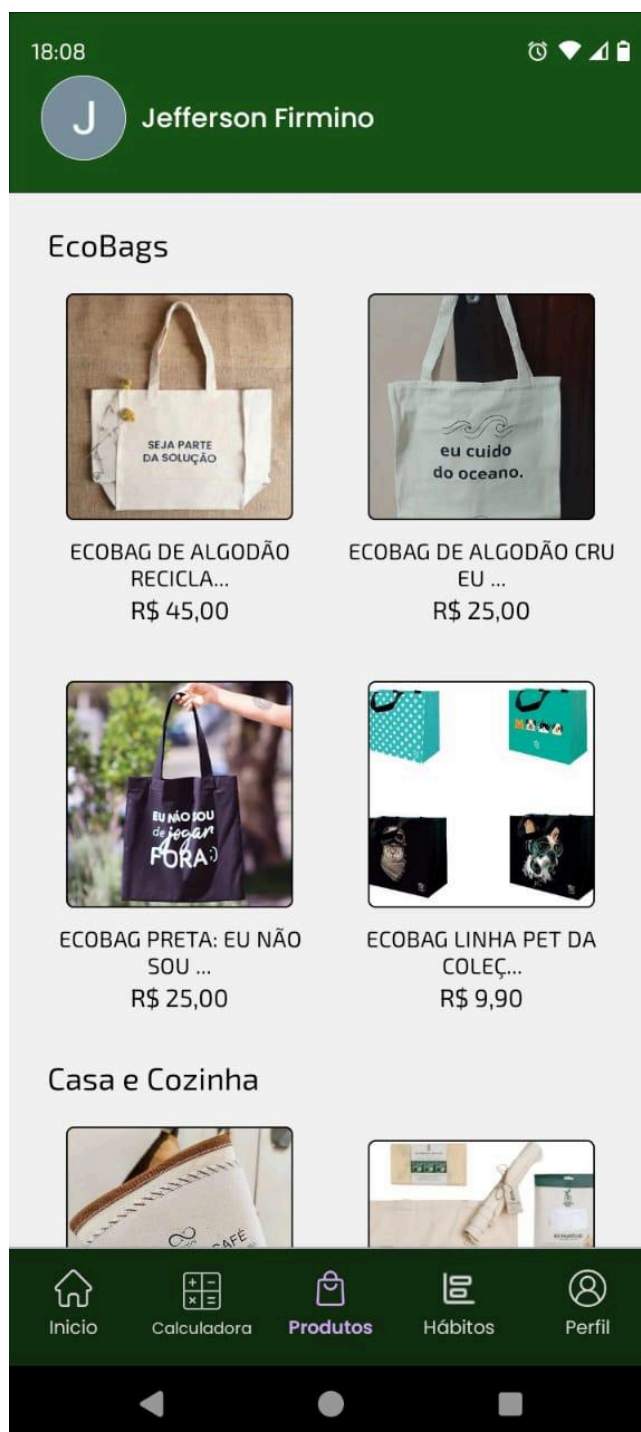 18:08
J
Jefferson Firmino
EcoBags
SEJA PARTE
DA SOLUÇÃO
eu cuido
do oceano.
ECOBAG DE ALGODÃO
RECICLA...
R$ 45,00
ECOBAG DE ALGODÃO CRU
EU ...
R$ 25,00
EU NÃO SOU
de jogar
FORA ;)
ECOBAG PRETA: EU NÃO
SOU ...
R$ 25,00
ECOBAG LINHA PET DA
COLEÇ...
R$ 9,90
Casa e Cozinha
CAFÉ
Inicio
Calculadora
Produtos
Hábitos
Perfil